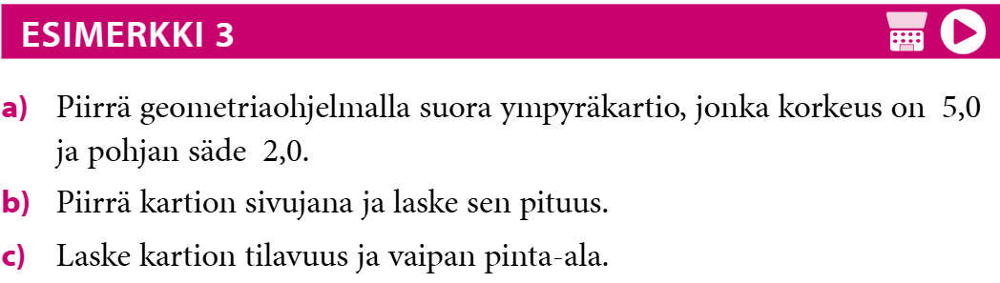 ESIMERKKI 3
a) Piirrä geometriaohjelmalla suora ympyräkartio, jonka korkeus on 5,0
ja pohjan säde 2,0.
b) Piirrä kartion sivujana ja laske sen pituus.
c) Laske kartion tilavuus ja vaipan pinta-ala.